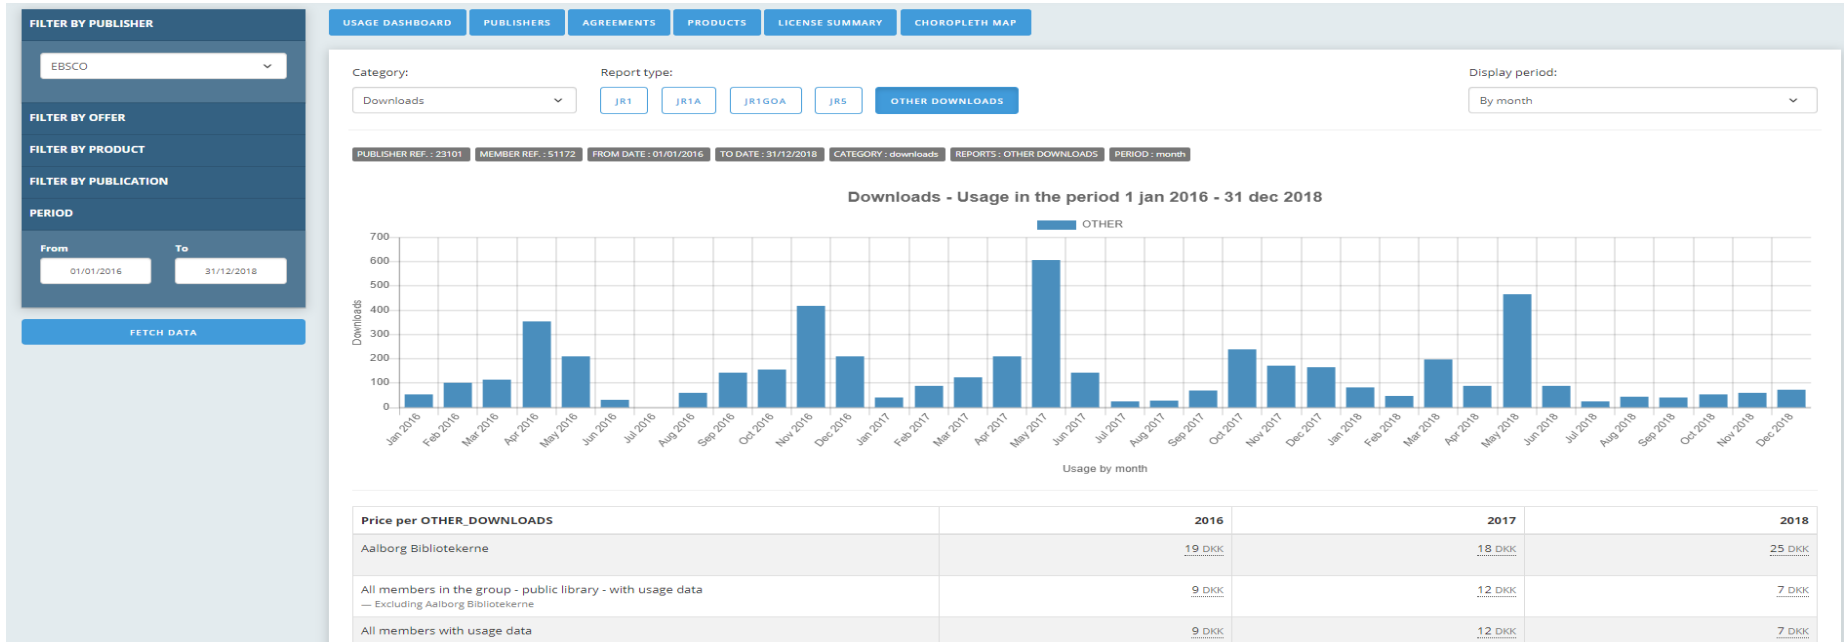 FILTER BY PUBLISHER
EBSCO
FILTER BY OFFER
FILTER BY PRODUCT
FILTER BY PUBLICATION
PERIOD
From To
01/01/2016 31/12/2018
FETCH DATA
USAGE DASHBOARD PUBLISHERS AGREEMENTS PRODUCTS LICENSE SUMMARY CHOROPLETH MAP
Category: Report type: Display period:
Downloads JR1 JR1A JR1GOA JR5 OTHER DOWNLOADS By month
PUBLISHER REF. : 23101 MEMBER REF. : 51172 FROM DATE : 01/01/2016 TO DATE : 31/12/2018 CATEGORY : downloads REPORTS : OTHER DOWNLOADS PERIOD : month
Downloads - Usage in the period 1 jan 2016 - 31 dec 2018
OTHER
700
600
500
400
300
200
100
0
Downloads
Jan 2016 Feb 2016 Mar 2016 Apr 2016 May 2016 Jun 2016 Jul 2016 Aug 2016 Sep 2016 Oct 2016 Nov 2016 Dec 2016 Jan 2017 Feb 2017 Mar 2017 Apr 2017 May 2017 Jun 2017 Jul 2017 Aug 2017 Sep 2017 Oct 2017 Nov 2017 Dec 2017 Jan 2018 Feb 2018 Mar 2018 Apr 2018 May 2018 Jun 2018 Jul 2018 Aug 2018 Sep 2018 Oct 2018 Nov 2018 Dec 2018
Usage by month
Price per OTHER_DOWNLOADS 2016 2017 2018
Aalborg Bibliotekerne 19 DKK 18 DKK 25 DKK
All members in the group - public library - with usage data 9 DKK 12 DKK 7 DKK
— Excluding Aalborg Bibliotekerne
All members with usage data 9 DKK 12 DKK 7 DKK